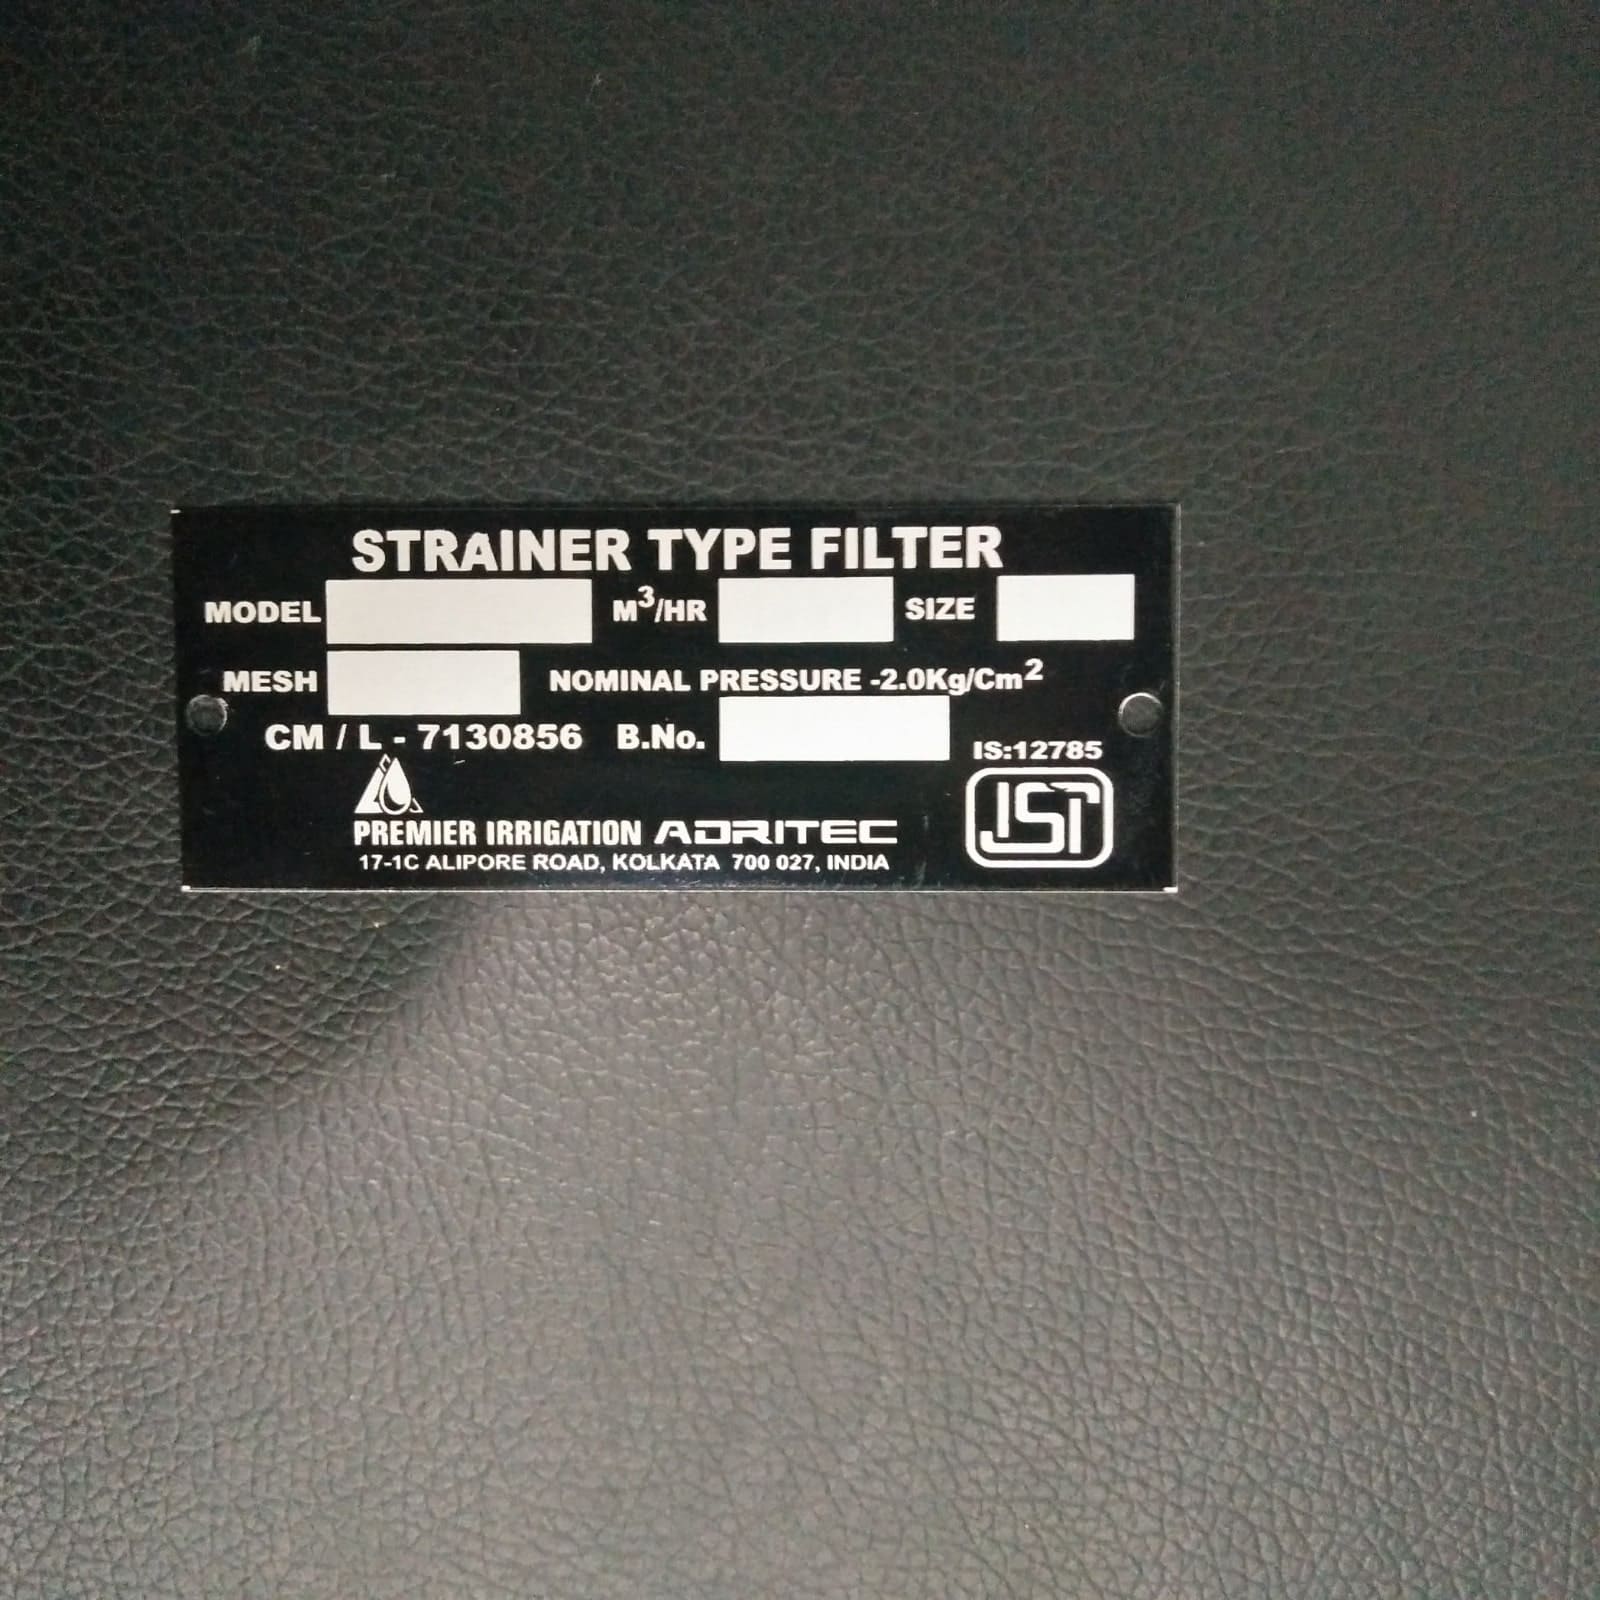 STRAINER TYPE FILTER
MODEL M³/HR SIZE
MESH NOMINAL PRESSURE -2.0Kg/Cm²
CM / L - 7130856 B.No.
IS:12785
ISI
PREMIER IRRIGATION ADRITEC
17-1C ALIPORE ROAD, KOLKATA 700 027, INDIA